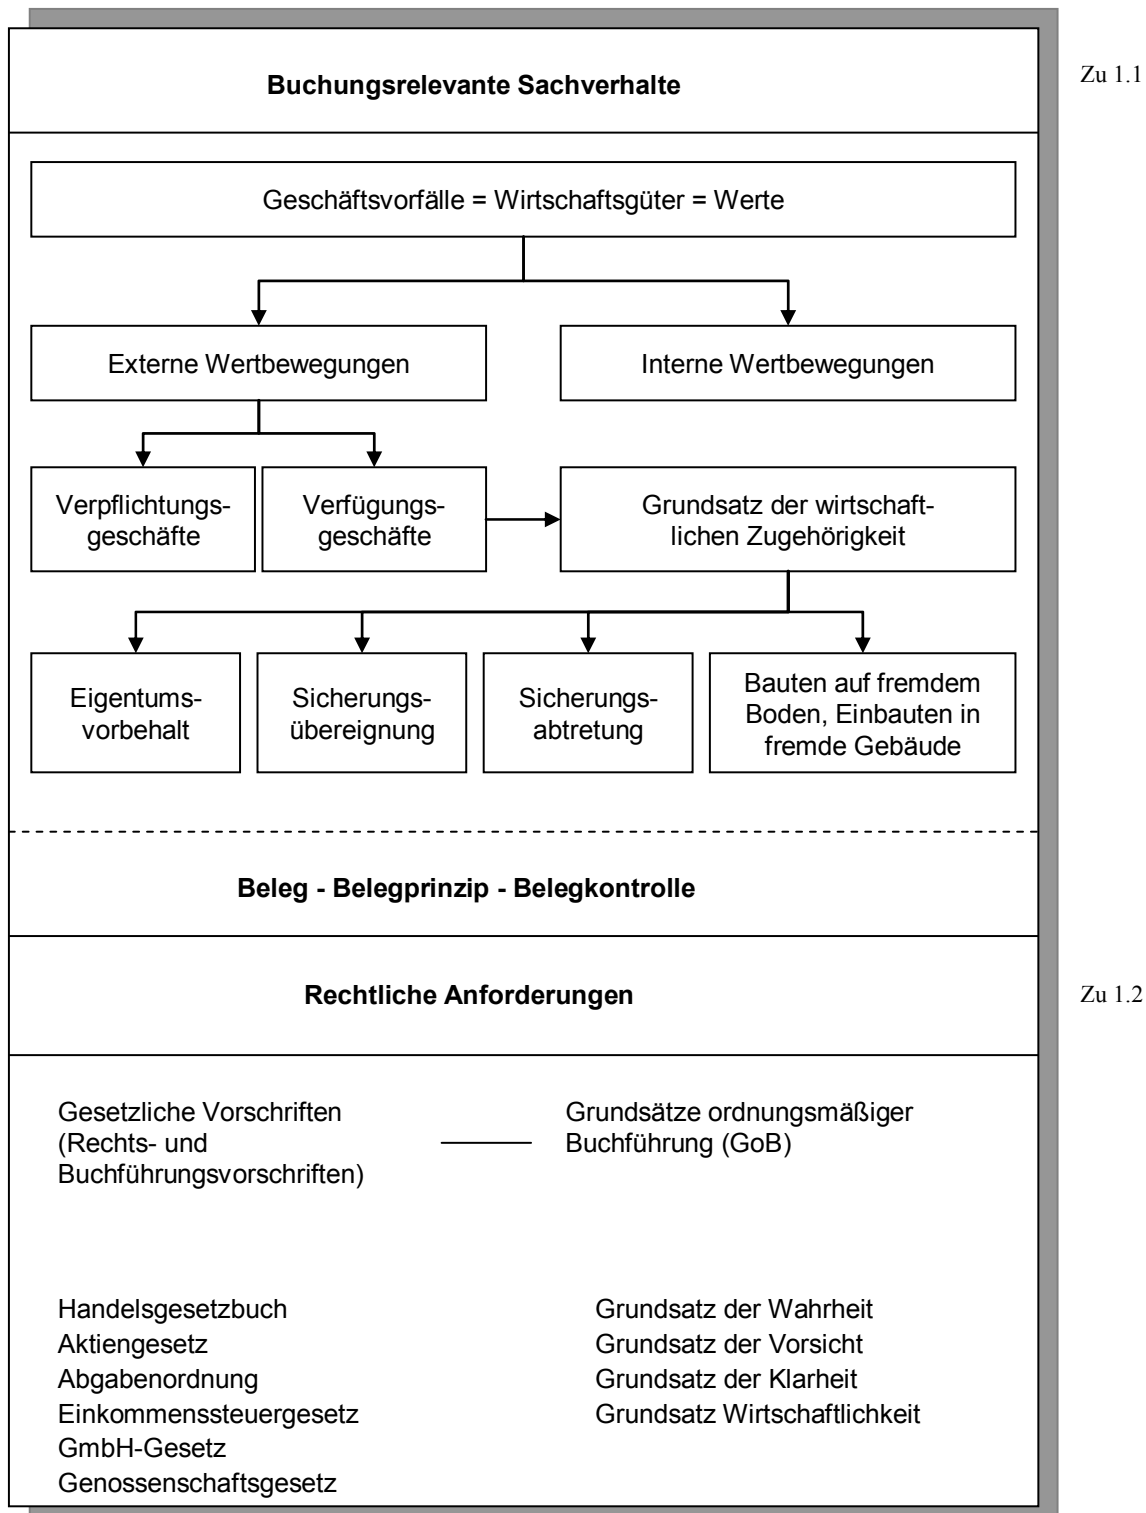 Buchungsrelevante Sachverhalte
Zu 1.1
Geschäftsvorfälle = Wirtschaftsgüter = Werte
Externe Wertbewegungen
Interne Wertbewegungen
Verpflichtungs-
geschäfte
Verfügungs-
geschäfte
Grundsatz der wirtschaft-
lichen Zugehörigkeit
Eigentums-
vorbehalt
Sicherungs-
übereignung
Sicherungs-
abtretung
Bauten auf fremdem
Boden, Einbauten in
fremde Gebäude
Beleg - Belegprinzip - Belegkontrolle
Rechtliche Anforderungen
Zu 1.2
Gesetzliche Vorschriften
(Rechts- und
Buchführungsvorschriften)
Grundsätze ordnungsmäßiger
Buchführung (GoB)
Handelsgesetzbuch
Aktiengesetz
Abgabenordnung
Einkommenssteuergesetz
GmbH-Gesetz
Genossenschaftsgesetz
Grundsatz der Wahrheit
Grundsatz der Vorsicht
Grundsatz der Klarheit
Grundsatz Wirtschaftlichkeit